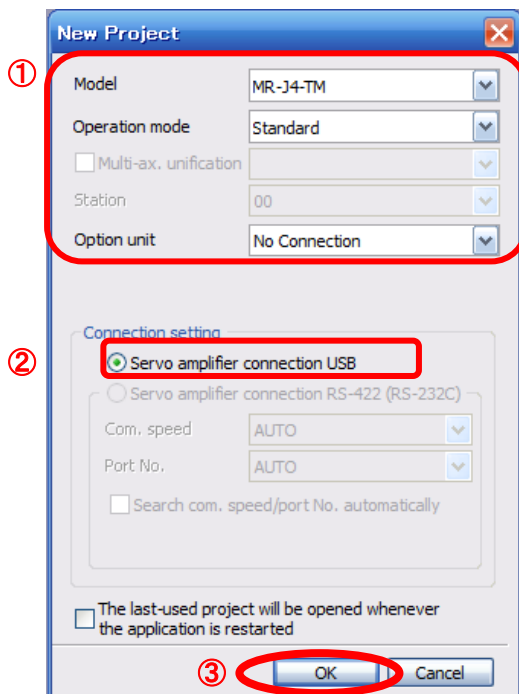 New Project
①
Model MR-J4-TM
Operation mode Standard
Multi-ax. unification
Station 00
Option unit No Connection
Connection setting
② Servo amplifier connection USB
Servo amplifier connection RS-422 (RS-232C)
Com. speed AUTO
Port No. AUTO
Search com. speed/port No. automatically
The last-used project will be opened whenever
the application is restarted
③ OK Cancel